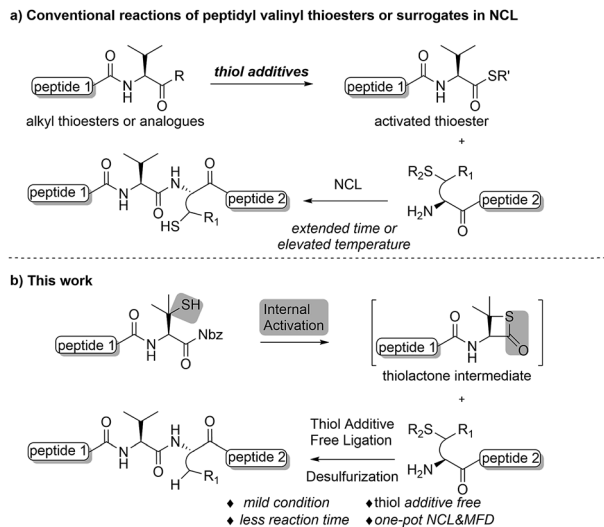 a) Conventional reactions of peptidyl valinyl thioesters or surrogates in NCL
peptide 1 O N H O R
thiol additives
peptide 1 O N H O SR'
alkyl thioesters or analogues
activated thioester
+
peptide 1 O N H O HN O peptide 2
HS R1
NCL
extended time or
elevated temperature
R2S R1
H2N O peptide 2
b) This work
peptide 1 O N H O SH Nbz
Internal
Activation
peptide 1 O N H S O
thiolactone intermediate
+
peptide 1 O N H O HN O peptide 2
H R1
Thiol Additive
Free Ligation
Desulfurization
R2S R1
H2N O peptide 2
♦ mild condition ♦ thiol additive free
♦ less reaction time ♦ one-pot NCL&MFD